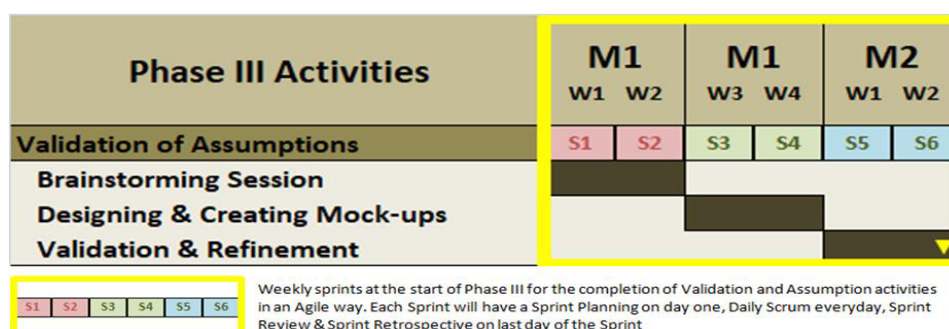 Phase III Activities
M1 M1 M2
W1 W2 W3 W4 W1 W2
Validation of Assumptions S1 S2 S3 S4 S5 S6
Brainstorming Session
Designing & Creating Mock-ups
Validation & Refinement
S1 S2 S3 S4 S5 S6
Weekly sprints at the start of Phase III for the completion of Validation and Assumption activities
in an Agile way. Each Sprint will have a Sprint Planning on day one, Daily Scrum everyday, Sprint
Review & Sprint Retrospective on last day of the Sprint